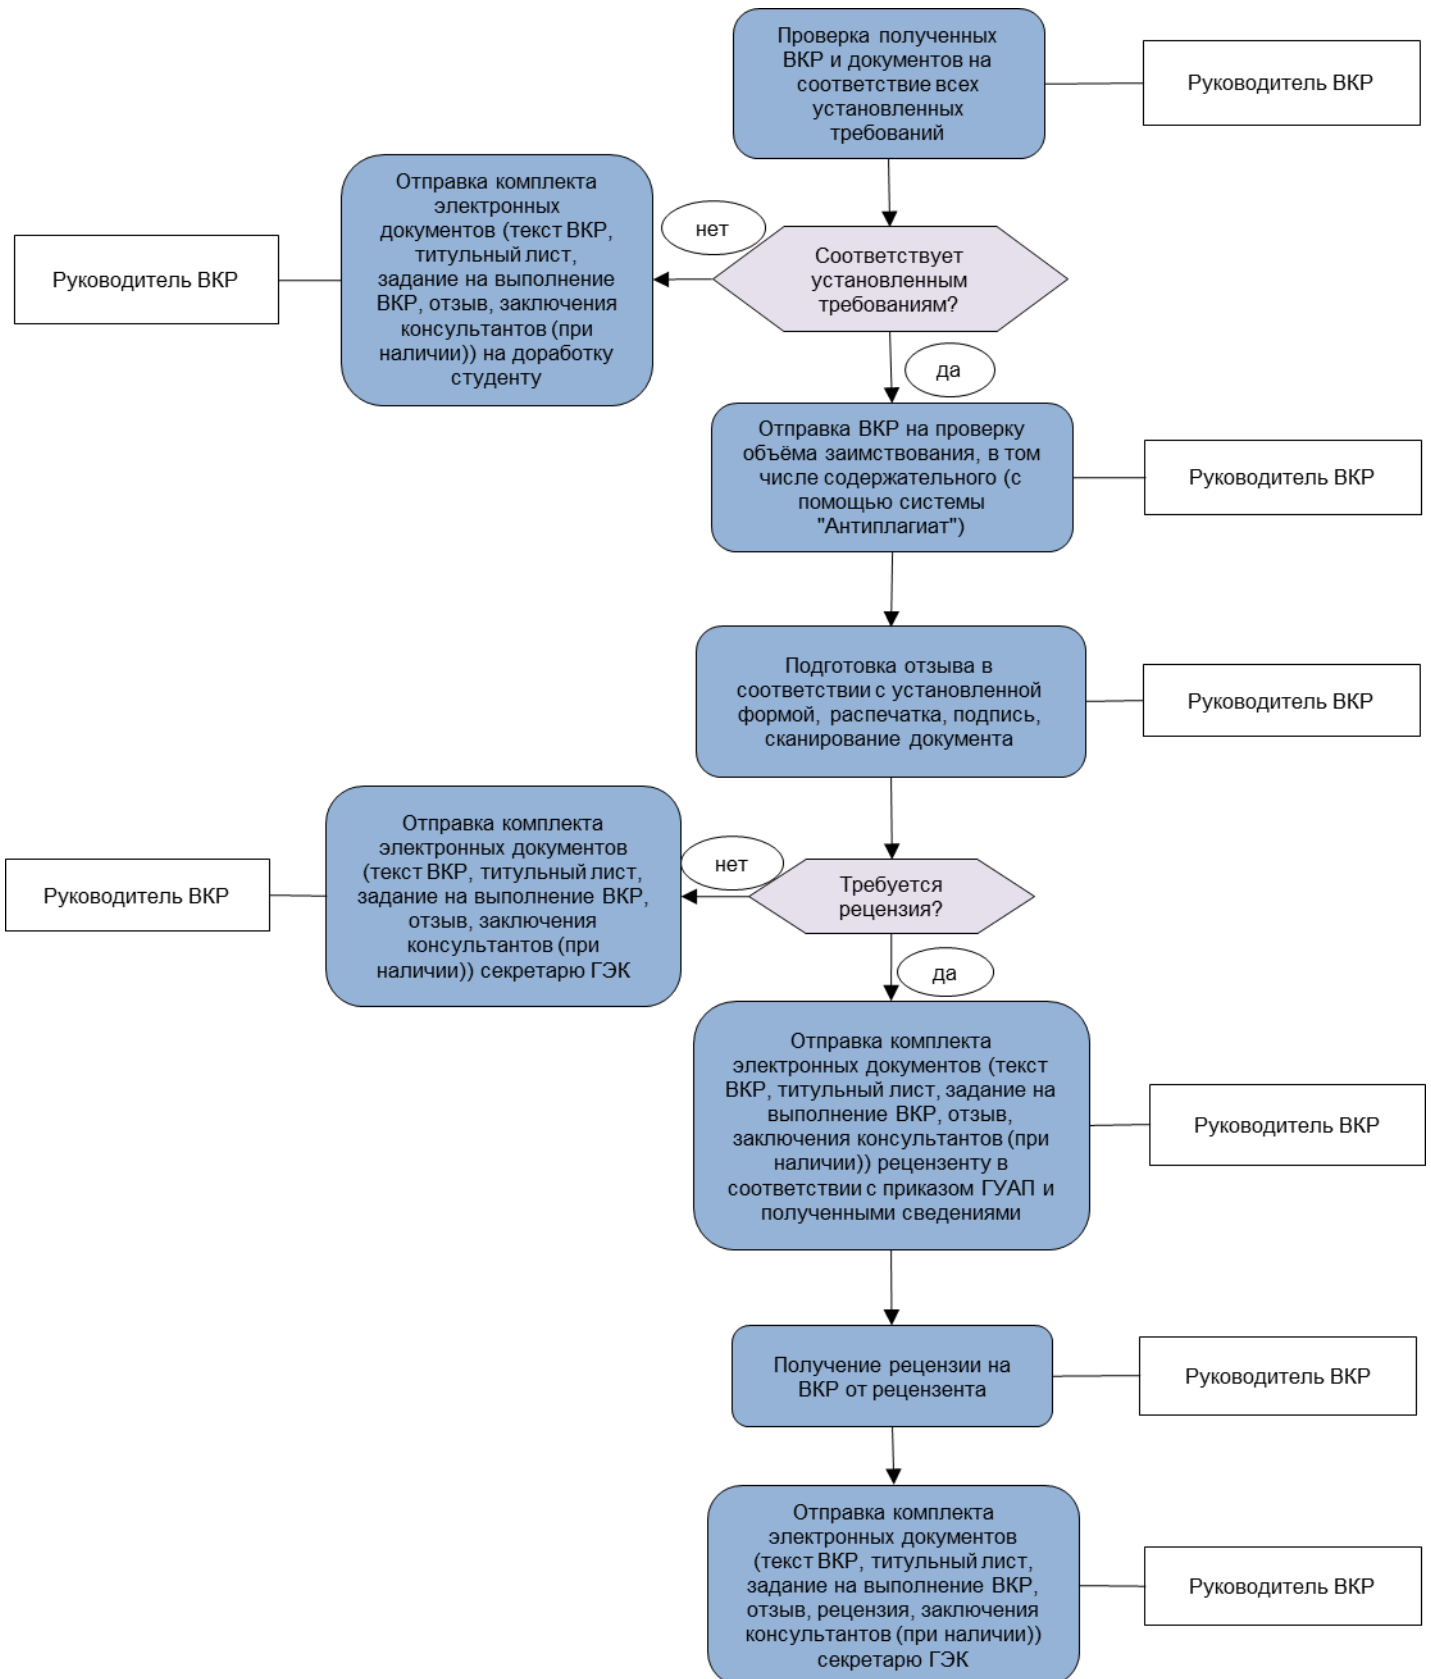 Проверка полученных
ВКР и документов на
соответствие всех
установленных
требований
Руководитель ВКР
Отправка комплекта
электронных
документов (текст ВКР,
титульный лист,
задание на выполнение
ВКР, отзыв, заключения
консультантов (при
наличии)) на доработку
студенту
Руководитель ВКР
нет
Соответствует
установленным
требованиям?
да
Отправка ВКР на проверку
объёма заимствования, в том
числе содержательного (с
помощью системы
"Антиплагиат")
Руководитель ВКР
Подготовка отзыва в
соответствии с установленной
формой, распечатка, подпись,
сканирование документа
Руководитель ВКР
Отправка комплекта
электронных документов
(текст ВКР, титульный лист,
задание на выполнение ВКР,
отзыв, заключения
консультантов (при
наличии)) секретарю ГЭК
Руководитель ВКР
нет
Требуется
рецензия?
да
Отправка комплекта
электронных документов (текст
ВКР, титульный лист, задание на
выполнение ВКР, отзыв,
заключения консультантов (при
наличии)) рецензенту в
соответствии с приказом ГУАП и
полученными сведениями
Руководитель ВКР
Получение рецензии на
ВКР от рецензента
Руководитель ВКР
Отправка комплекта
электронных документов
(текст ВКР, титульный лист,
задание на выполнение ВКР,
отзыв, рецензия, заключения
консультантов (при наличии))
секретарю ГЭК
Руководитель ВКР